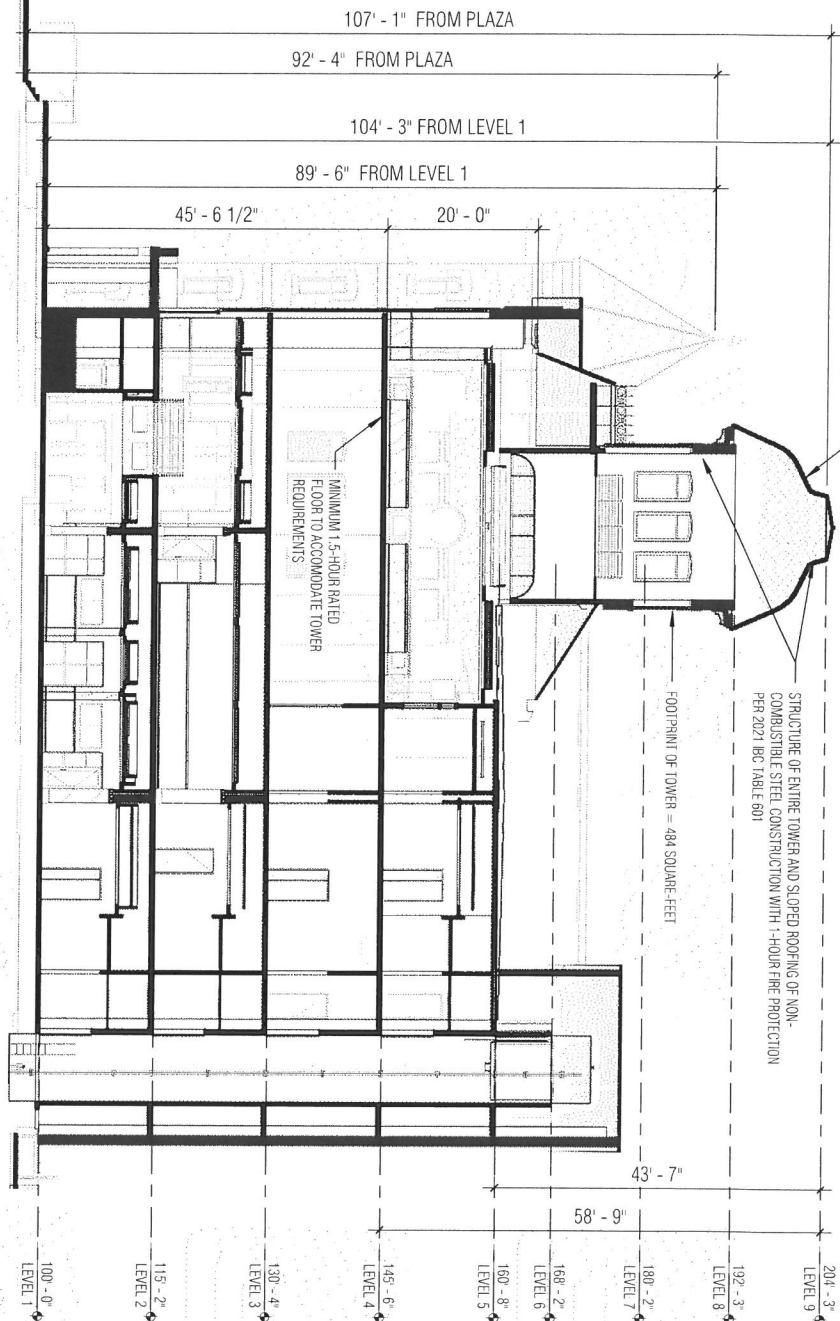 107' - 1" FROM PLAZA
92' - 4" FROM PLAZA
104' - 3" FROM LEVEL 1
89' - 6" FROM LEVEL 1
45' - 6 1/2"
20' - 0"
MINIMUM 1.5-HOUR RATED
FLOOR TO ACCOMODATE TOWER
REQUIREMENTS
STRUCTURE OF ENTIRE TOWER AND SLOPED ROOFING OF NON-
COMBUSTIBLE STEEL CONSTRUCTION WITH 1-HOUR FIRE PROTECTION
PER 2021 IBC TABLE 601
FOOTPRINT OF TOWER = 484 SQUARE-FEET
43' - 7"
58' - 9"
100' - 0"
LEVEL 1
115' - 2"
LEVEL 2
130' - 4"
LEVEL 3
145' - 6"
LEVEL 4
160' - 8"
LEVEL 5
168' - 2"
LEVEL 6
180' - 2"
LEVEL 7
192' - 3"
LEVEL 8
204' - 3"
LEVEL 9